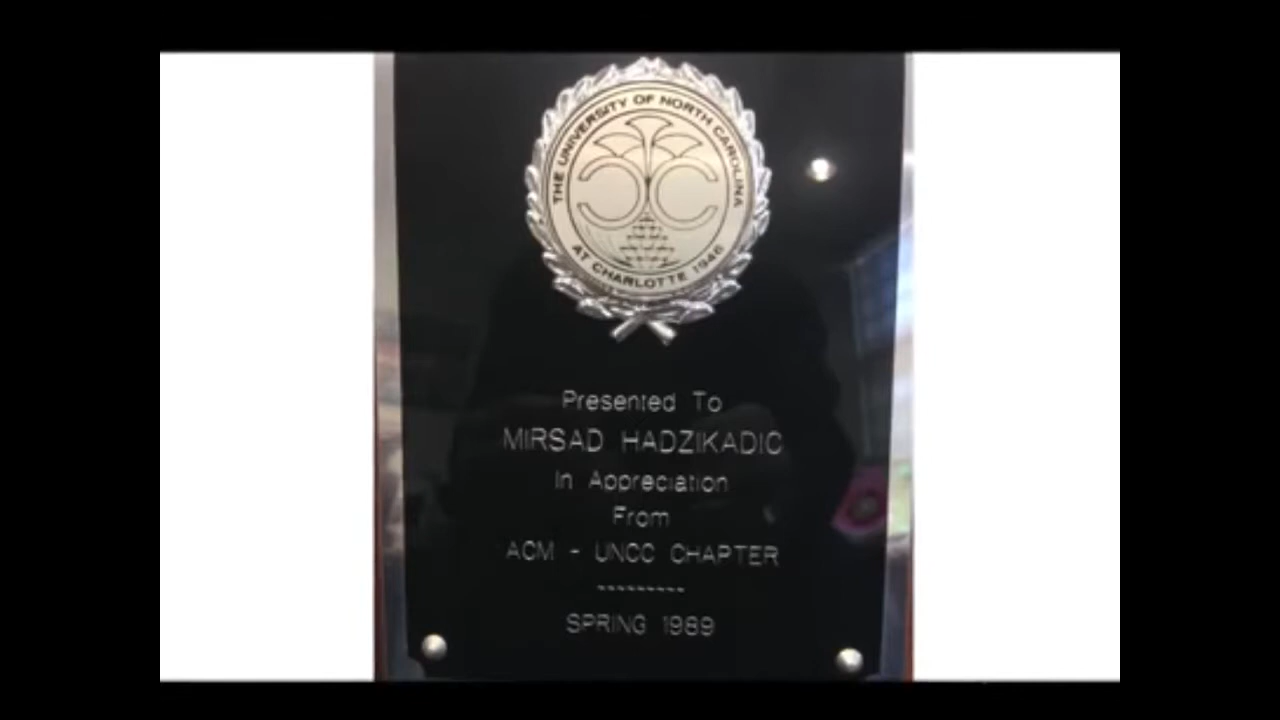 THE UNIVERSITY OF NORTH CAROLINA
AT CHARLOTTE 1946
Presented To
MIRSAD HADZIKADIC
In Appreciation
From
ACM - UNCC CHAPTER
~~~~~~~~~
SPRING 1989